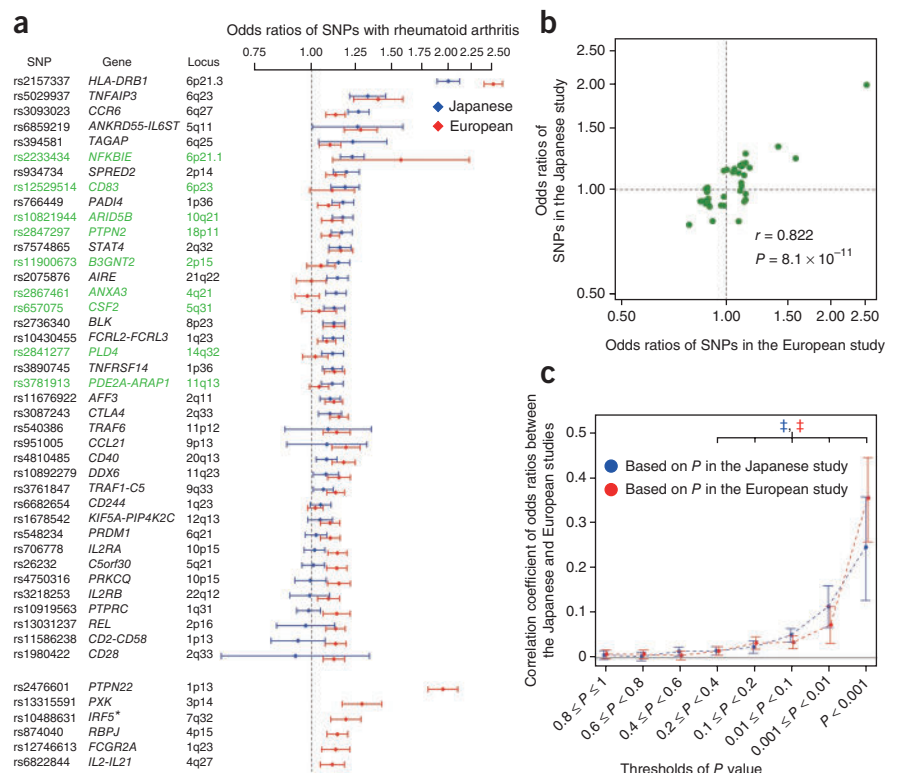 a
Odds ratios of SNPs with rheumatoid arthritis
0.75 1.00 1.25 1.50 1.75 2.00 2.25 2.50
SNP Gene Locus
rs2157337 HLA-DRB1 6p21.3
rs5029937 TNFAIP3 6q23
rs3093023 CCR6 6q27
rs6859219 ANKRD55-IL6ST 5q11
rs394581 TAGAP 6q25
rs2233434 NFKBIE 6p21.1
rs934734 SPRED2 2p14
rs12529514 CD83 6p23
rs766449 PADI4 1p36
rs10821944 ARID5B 10q21
rs2847297 PTPN2 18p11
rs7574865 STAT4 2q32
rs11900673 B3GNT2 2p15
rs2075876 AIRE 21q22
rs2867461 ANXA3 4q21
rs657075 CSF2 5q31
rs2736340 BLK 8p23
rs10430455 FCRL2-FCRL3 1q23
rs2841277 PLD4 14q32
rs3890745 TNFRSF14 1p36
rs3781913 PDE2A-ARAP1 11q13
rs11676922 AFF3 2q11
rs3087243 CTLA4 2q33
rs540386 TRAF6 11p12
rs951005 CCL21 9p13
rs4810485 CD40 20q13
rs10892279 DDX6 11q23
rs3761847 TRAF1-C5 9q33
rs6682654 CD244 1q23
rs1678542 KIF5A-PIP4K2C 12q13
rs548234 PRDM1 6q21
rs706778 IL2RA 10p15
rs26232 C5orf30 5q21
rs4750316 PRKCQ 10p15
rs3218253 IL2RB 22q12
rs10919563 PTPRC 1q31
rs13031237 REL 2p16
rs11586238 CD2-CD58 1p13
rs1980422 CD28 2q33
rs2476601 PTPN22 1p13
rs13315591 PXK 3p14
rs10488631 IRF5* 7q32
rs874040 RBPJ 4p15
rs12746613 FCGR2A 1q23
rs6822844 IL2-IL21 4q27
Japanese
European
b
Odds ratios of
SNPs in the Japanese study
2.50
2.00
1.50
1.00
0.50
r = 0.822
P = 8.1 × 10−11
0.50 1.00 1.50 2.00 2.50
Odds ratios of SNPs in the European study
c
Correlation coefficient of odds ratios between
the Japanese and European studies
0.5
0.4
0.3
0.2
0.1
0
‡, ‡
Based on P in the Japanese study
Based on P in the European study
0.8 ≤ P ≤ 1
0.6 ≤ P < 0.8
0.4 ≤ P < 0.6
0.2 ≤ P < 0.4
0.1 ≤ P < 0.2
0.01 ≤ P < 0.1
0.001 ≤ P < 0.01
P < 0.001
Thresholds of P value